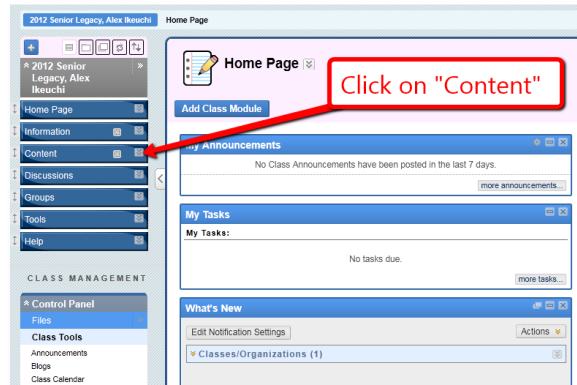 2012 Senior Legacy, Alex Ikeuchi Home Page
2012 Senior
Legacy, Alex
Ikeuchi
Home Page
Information
Content
Discussions
Groups
Tools
Help
CLASS MANAGEMENT
Control Panel
Files
Class Tools
Announcements
Blogs
Class Calendar
Home Page
Click on "Content"
Add Class Module
My Announcements
No Class Announcements have been posted in the last 7 days.
more announcements...
My Tasks
My Tasks:
No tasks due.
more tasks...
What's New
Edit Notification Settings Actions
Classes/Organizations (1)